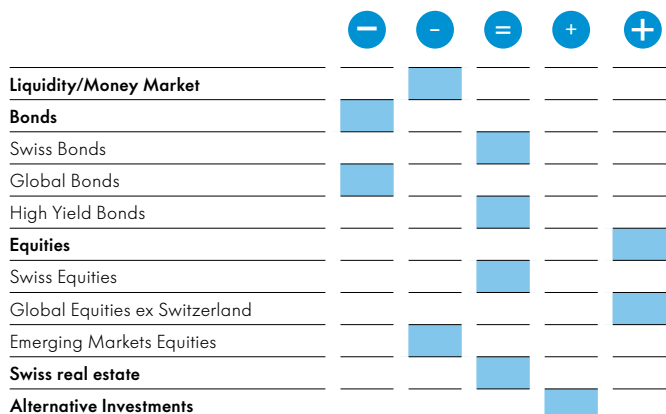 − - = + +
Liquidity/Money Market
Bonds
Swiss Bonds
Global Bonds
High Yield Bonds
Equities
Swiss Equities
Global Equities ex Switzerland
Emerging Markets Equities
Swiss real estate
Alternative Investments